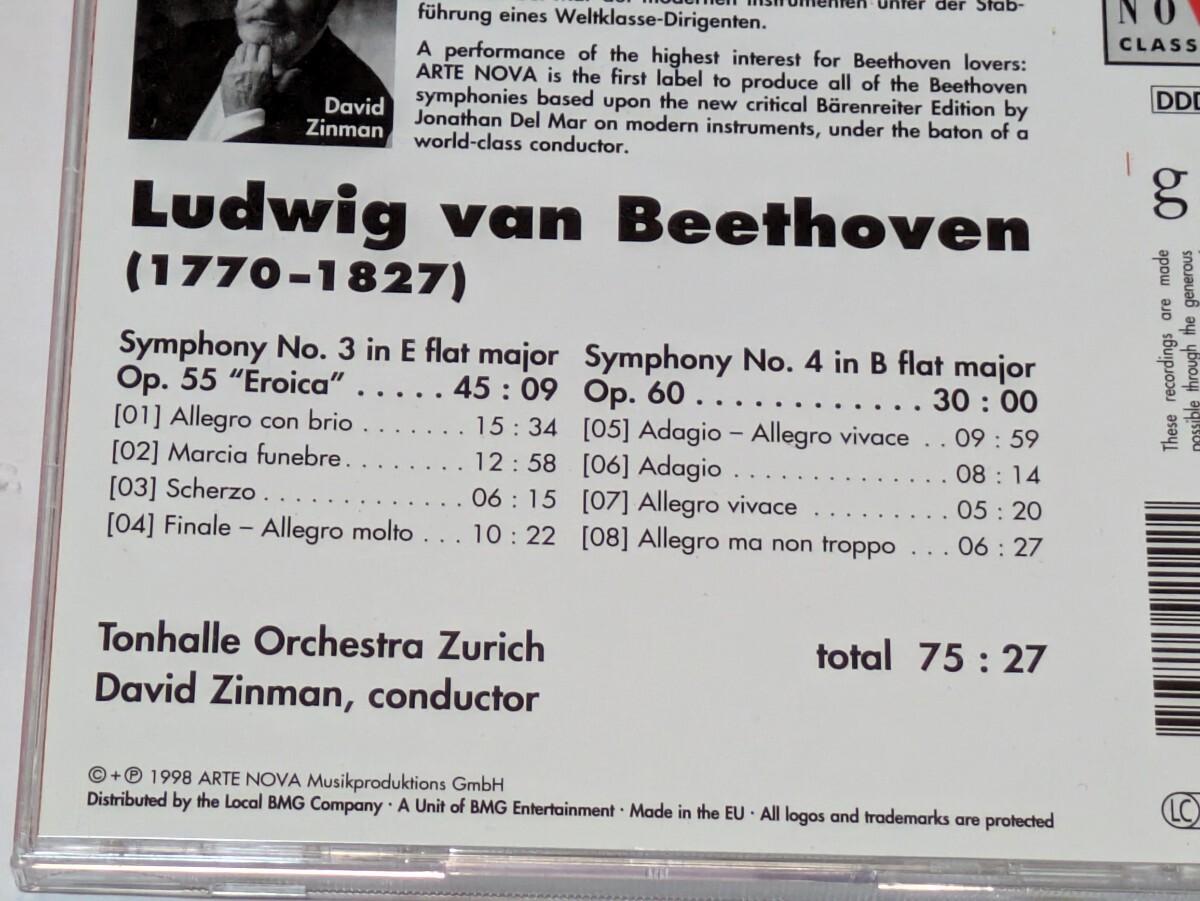 führung eines Weltklasse-Dirigenten.
A performance of the highest interest for Beethoven lovers:
ARTE NOVA is the first label to produce all of the Beethoven
symphonies based upon the new critical Bärenreiter Edition by
Jonathan Del Mar on modern instruments, under the baton of a
world-class conductor.
David
Zinman
NO
CLASS
DDD
g
These recordings are made
possible through the generous
Ludwig van Beethoven
(1770–1827)
Symphony No. 3 in E flat major
Op. 55 "Eroica" . . . . . 45 : 09
[01] Allegro con brio . . . . . . . 15 : 34
[02] Marcia funebre. . . . . . . . 12 : 58
[03] Scherzo . . . . . . . . . . . . . 06 : 15
[04] Finale – Allegro molto . . . 10 : 22
Symphony No. 4 in B flat major
Op. 60 . . . . . . . . . . . . 30 : 00
[05] Adagio – Allegro vivace . . 09 : 59
[06] Adagio . . . . . . . . . . . . . 08 : 14
[07] Allegro vivace . . . . . . . . . 05 : 20
[08] Allegro ma non troppo . . . 06 : 27
Tonhalle Orchestra Zurich
David Zinman, conductor
total 75 : 27
© + ℗ 1998 ARTE NOVA Musikproduktions GmbH
Distributed by the Local BMG Company · A Unit of BMG Entertainment · Made in the EU · All logos and trademarks are protected
LC